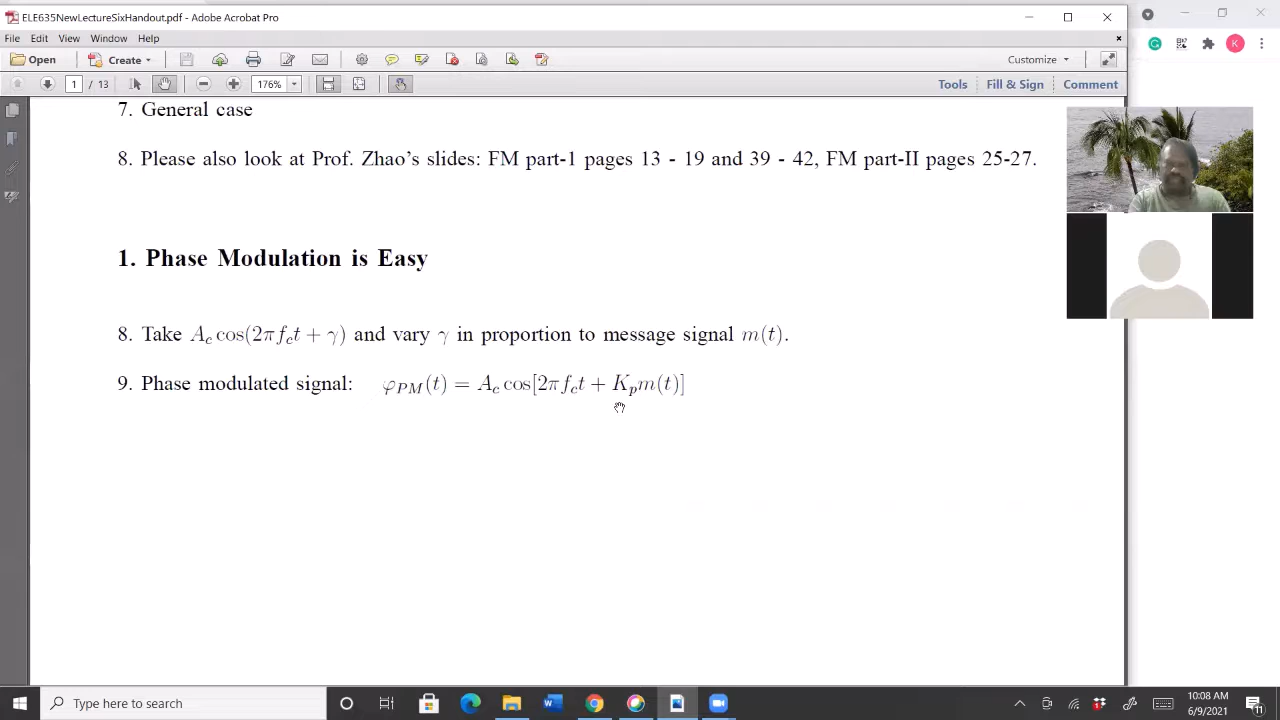 ELE635NewLectureSixHandout.pdf - Adobe Acrobat Pro
File Edit View Window Help
Open Create Customize
1 / 13 176% Tools Fill & Sign Comment
K
7. General case
8. Please also look at Prof. Zhao's slides: FM part-1 pages 13 - 19 and 39 - 42, FM part-II pages 25-27.
1. Phase Modulation is Easy
8. Take A_c cos(2πf_ct + γ) and vary γ in proportion to message signal m(t).
9. Phase modulated signal: φ_PM(t) = A_c cos[2πf_ct + K_pm(t)]
Type here to search
10:08 AM
6/9/2021
11